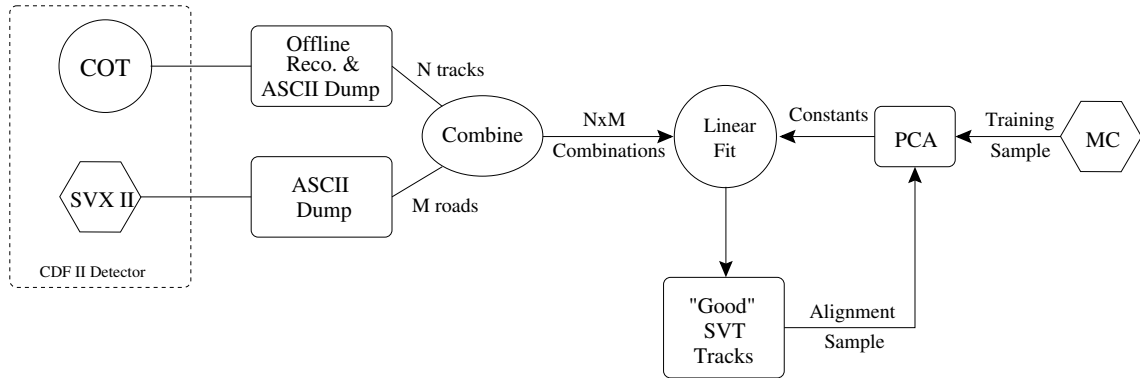 COT
Offline
Reco. &
ASCII Dump
N tracks
SVX II
ASCII
Dump
M roads
CDF II Detector
Combine
NxM
Combinations
Linear
Fit
Constants
PCA
Training
Sample
MC
"Good"
SVT
Tracks
Alignment
Sample